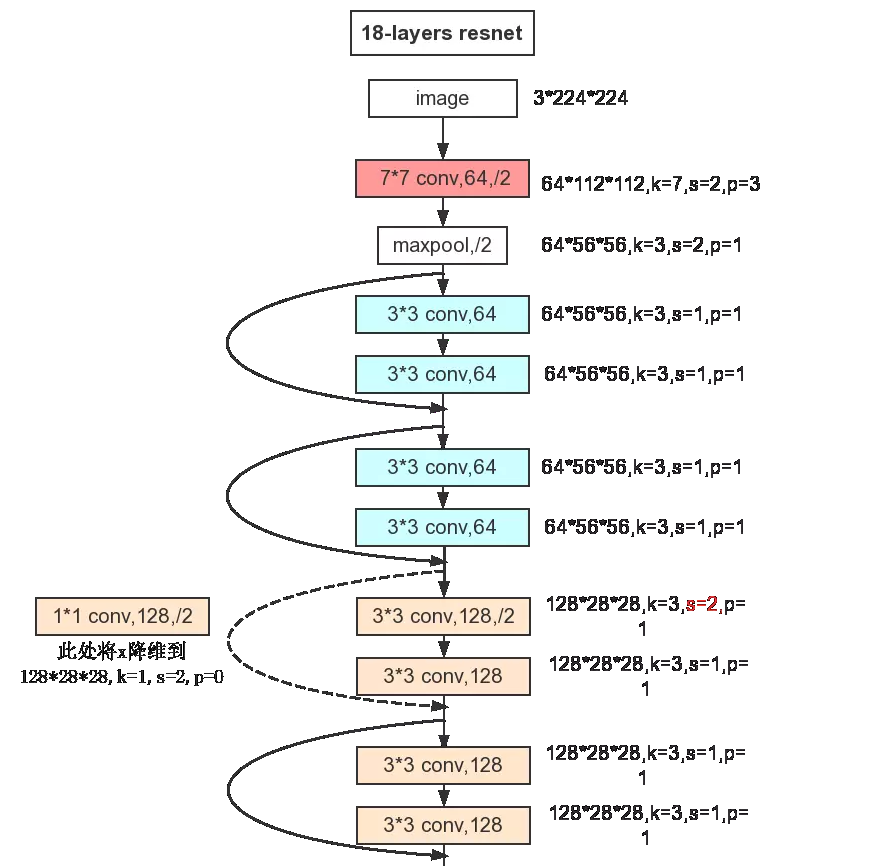 18-layers resnet
image
3*224*224
7*7 conv,64,/2
64*112*112,k=7,s=2,p=3
maxpool,/2
64*56*56,k=3,s=2,p=1
3*3 conv,64
64*56*56,k=3,s=1,p=1
3*3 conv,64
64*56*56,k=3,s=1,p=1
3*3 conv,64
64*56*56,k=3,s=1,p=1
3*3 conv,64
64*56*56,k=3,s=1,p=1
1*1 conv,128,/2
此处将x降维到
128*28*28,k=1,s=2,p=0
3*3 conv,128,/2
128*28*28,k=3,s=2,p=
1
3*3 conv,128
128*28*28,k=3,s=1,p=
1
3*3 conv,128
128*28*28,k=3,s=1,p=
1
3*3 conv,128
128*28*28,k=3,s=1,p=
1